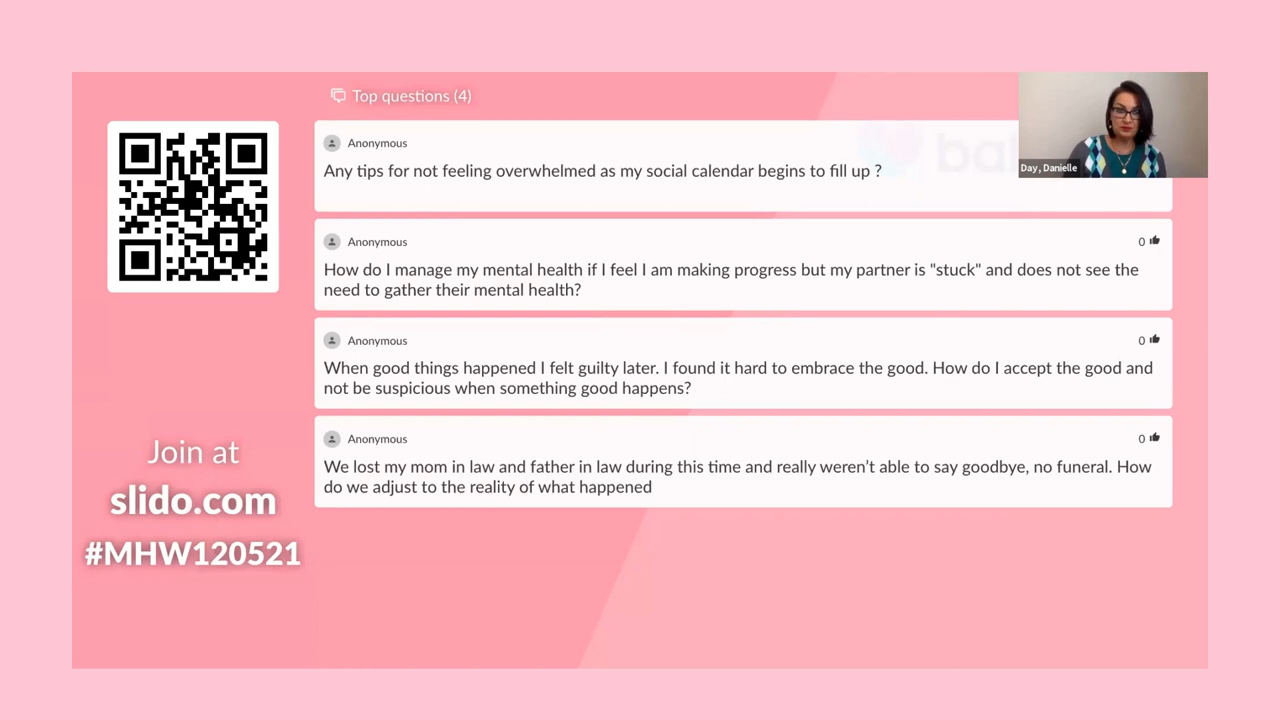 Top questions (4)
Anonymous
Any tips for not feeling overwhelmed as my social calendar begins to fill up ?
Day, Danielle
Anonymous
0
How do I manage my mental health if I feel I am making progress but my partner is "stuck" and does not see the
need to gather their mental health?
Anonymous
0
When good things happened I felt guilty later. I found it hard to embrace the good. How do I accept the good and
not be suspicious when something good happens?
Anonymous
0
We lost my mom in law and father in law during this time and really weren't able to say goodbye, no funeral. How
do we adjust to the reality of what happened
Join at
slido.com
#MHW120521